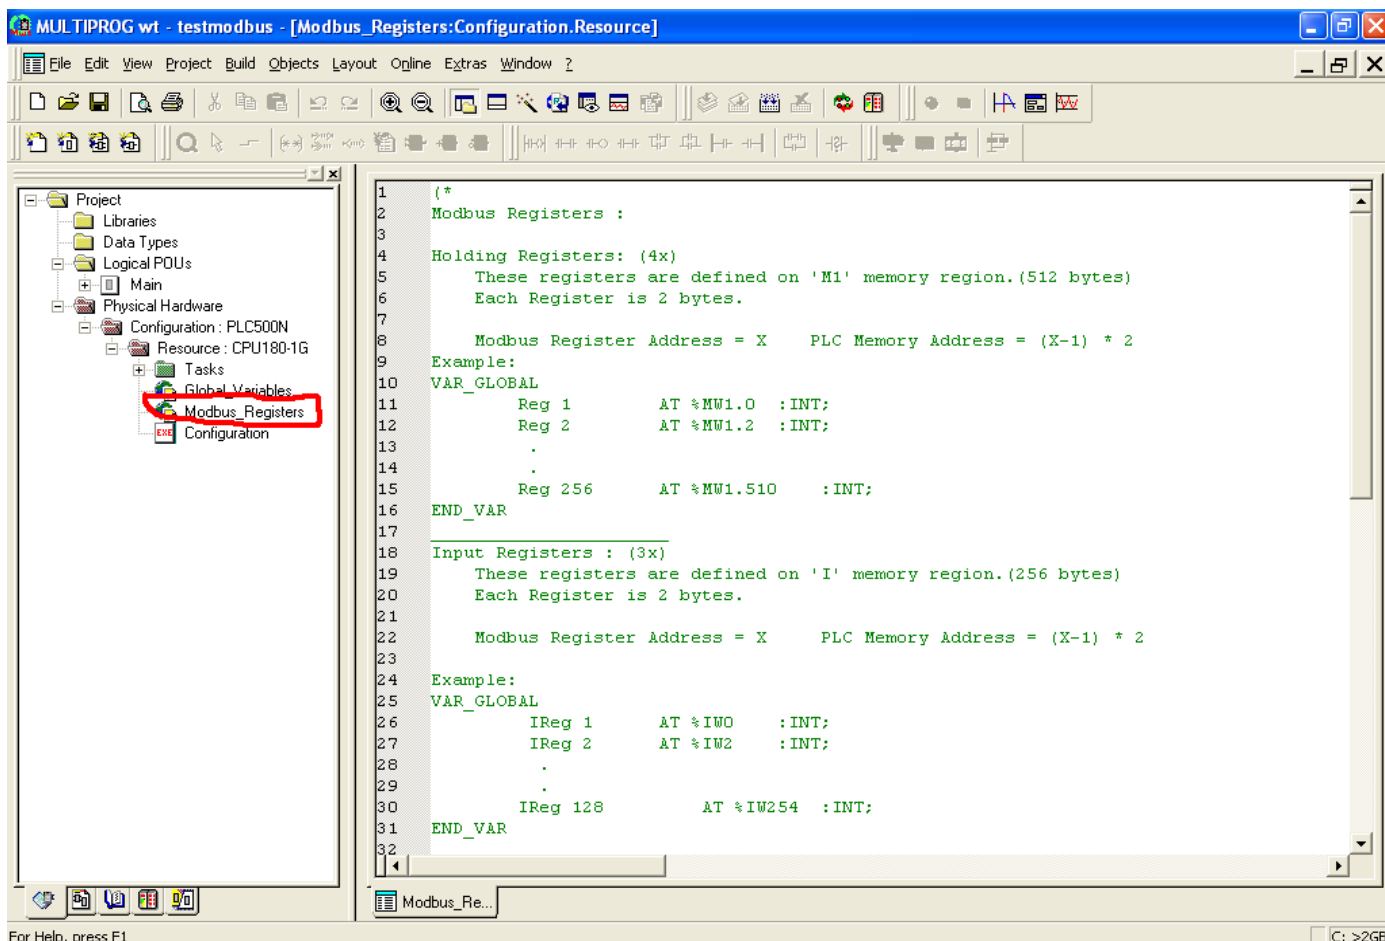 MULTIPROG wt - testmodbus - [Modbus_Registers:Configuration.Resource]
File Edit View Project Build Objects Layout Online Extras Window ?
Project
Libraries
Data Types
Logical POUs
Main
Physical Hardware
Configuration : PLC500N
Resource : CPU180-1G
Tasks
Global_Variables
Modbus_Registers
EXE Configuration
1 (*
2 Modbus Registers :
3
4 Holding Registers: (4x)
5 These registers are defined on 'M1' memory region.(512 bytes)
6 Each Register is 2 bytes.
7
8 Modbus Register Address = X PLC Memory Address = (X-1) * 2
9 Example:
10 VAR_GLOBAL
11 Reg 1 AT %MW1.0 :INT;
12 Reg 2 AT %MW1.2 :INT;
13 .
14 .
15 Reg 256 AT %MW1.510 :INT;
16 END_VAR
17 ______________________
18 Input Registers : (3x)
19 These registers are defined on 'I' memory region.(256 bytes)
20 Each Register is 2 bytes.
21
22 Modbus Register Address = X PLC Memory Address = (X-1) * 2
23
24 Example:
25 VAR_GLOBAL
26 IReg 1 AT %IW0 :INT;
27 IReg 2 AT %IW2 :INT;
28 .
29 .
30 IReg 128 AT %IW254 :INT;
31 END_VAR
32
Modbus_Re...
For Help, press F1
C: >2GB